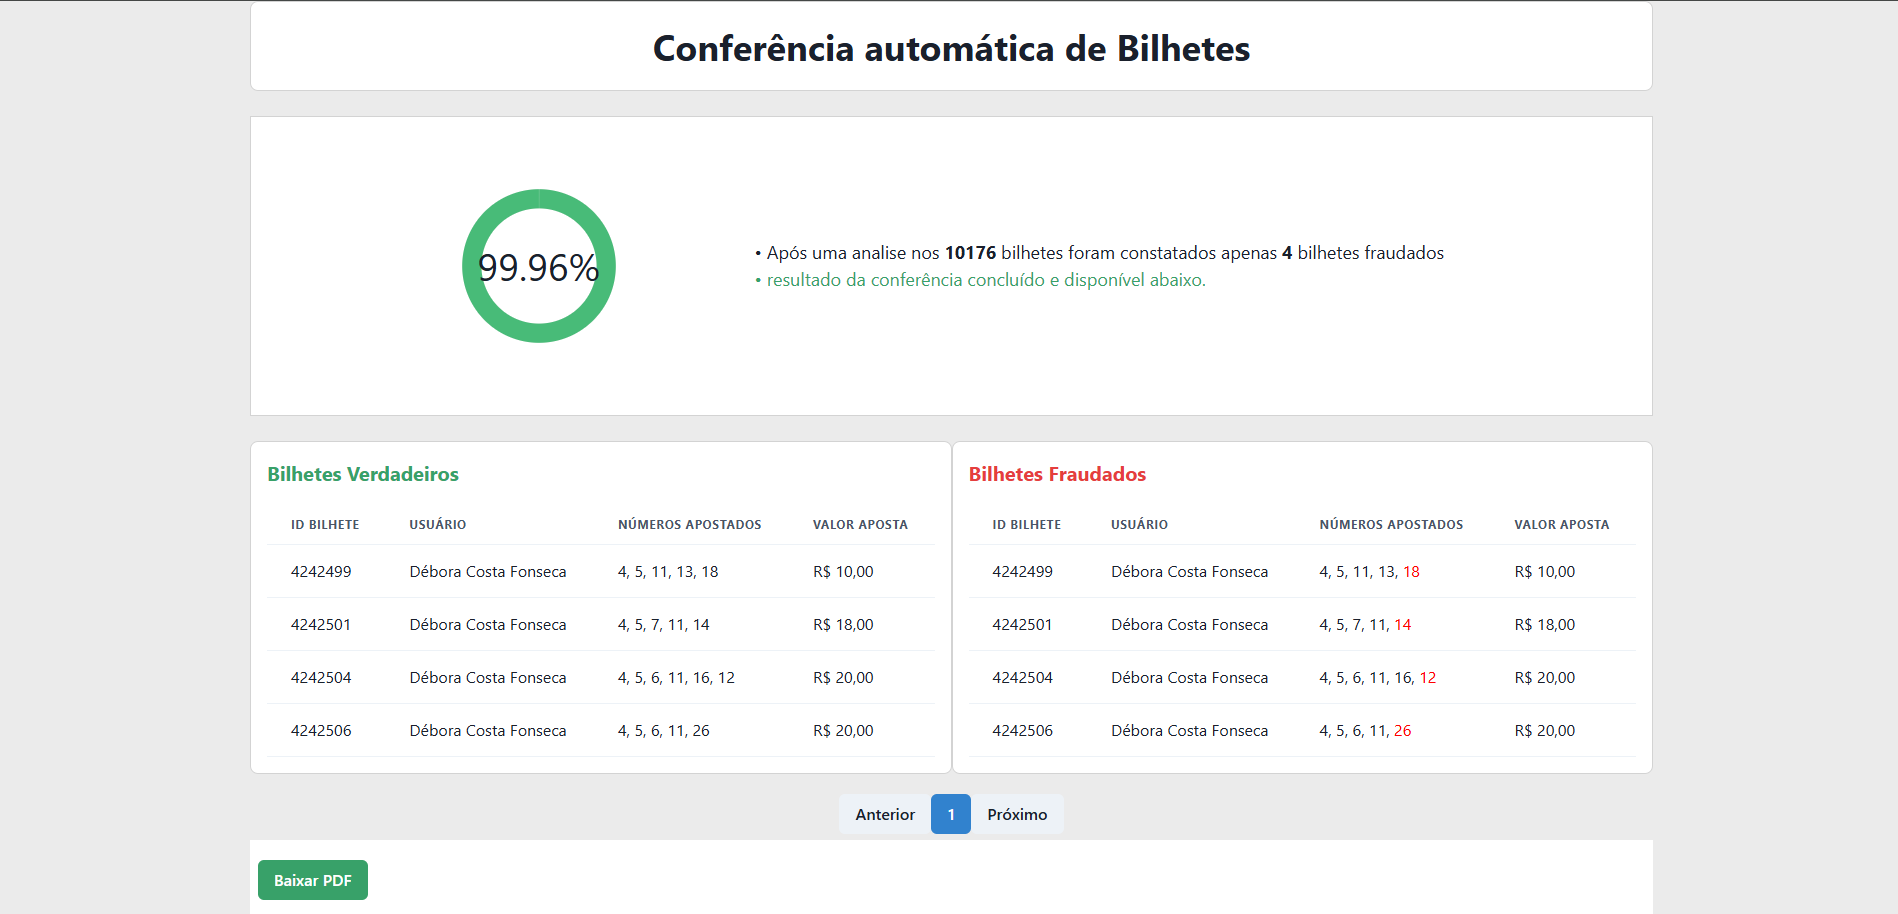 Conferência automática de Bilhetes
99.96%
• Após uma analise nos 10176 bilhetes foram constatados apenas 4 bilhetes fraudados
• resultado da conferência concluído e disponível abaixo.
Bilhetes Verdadeiros
ID BILHETE USUÁRIO NÚMEROS APOSTADOS VALOR APOSTA
4242499 Débora Costa Fonseca 4, 5, 11, 13, 18 R$ 10,00
4242501 Débora Costa Fonseca 4, 5, 7, 11, 14 R$ 18,00
4242504 Débora Costa Fonseca 4, 5, 6, 11, 16, 12 R$ 20,00
4242506 Débora Costa Fonseca 4, 5, 6, 11, 26 R$ 20,00
Bilhetes Fraudados
ID BILHETE USUÁRIO NÚMEROS APOSTADOS VALOR APOSTA
4242499 Débora Costa Fonseca 4, 5, 11, 13, 18 R$ 10,00
4242501 Débora Costa Fonseca 4, 5, 7, 11, 14 R$ 18,00
4242504 Débora Costa Fonseca 4, 5, 6, 11, 16, 12 R$ 20,00
4242506 Débora Costa Fonseca 4, 5, 6, 11, 26 R$ 20,00
Anterior 1 Próximo
Baixar PDF